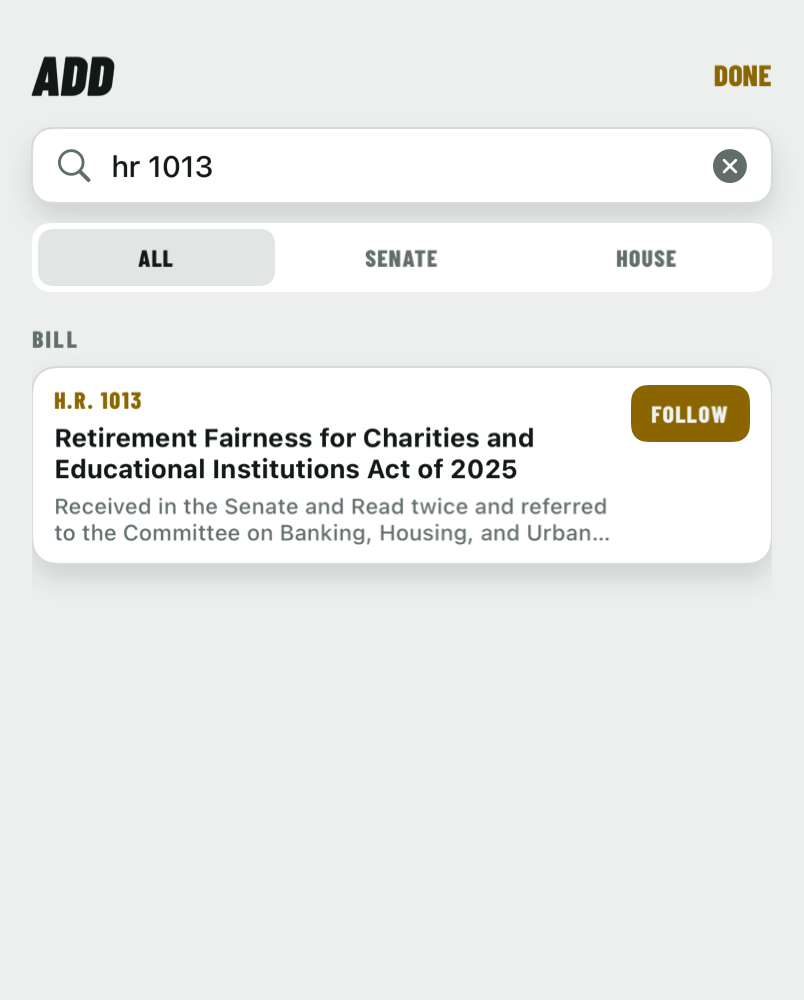 ADD
DONE
hr 1013
ALL
SENATE
HOUSE
BILL
H.R. 1013
FOLLOW
Retirement Fairness for Charities and
Educational Institutions Act of 2025
Received in the Senate and Read twice and referred
to the Committee on Banking, Housing, and Urban...